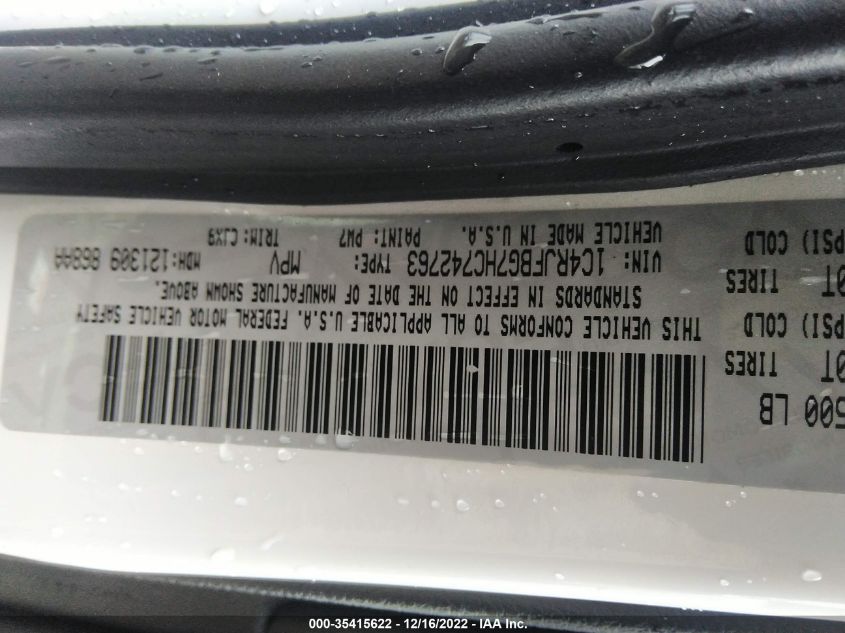 500 LB
TIRES
PSI) COLD
TIRES
PSI) COLD
THIS VEHICLE CONFORMS TO ALL APPLICABLE U.S.A. FEDERAL MOTOR VEHICLE SAFETY
STANDARDS IN EFFECT ON THE DATE OF MANUFACTURE SHOWN ABOVE.
VIN: 1C4RJFBG7HC742763 TYPE: MPV MDH: 121309 868AA
VEHICLE MADE IN U.S.A. PAINT: PW7 TRIM: CJX9
000-35415622 - 12/16/2022 - IAA Inc.